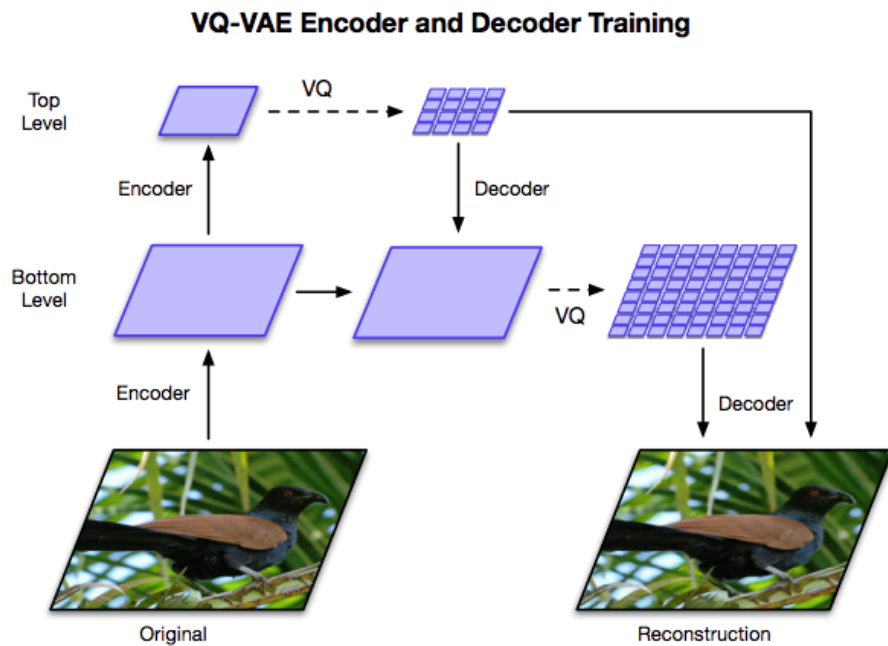 VQ-VAE Encoder and Decoder Training
Top
Level
VQ
Encoder
Decoder
Bottom
Level
VQ
Encoder
Decoder
Original
Reconstruction